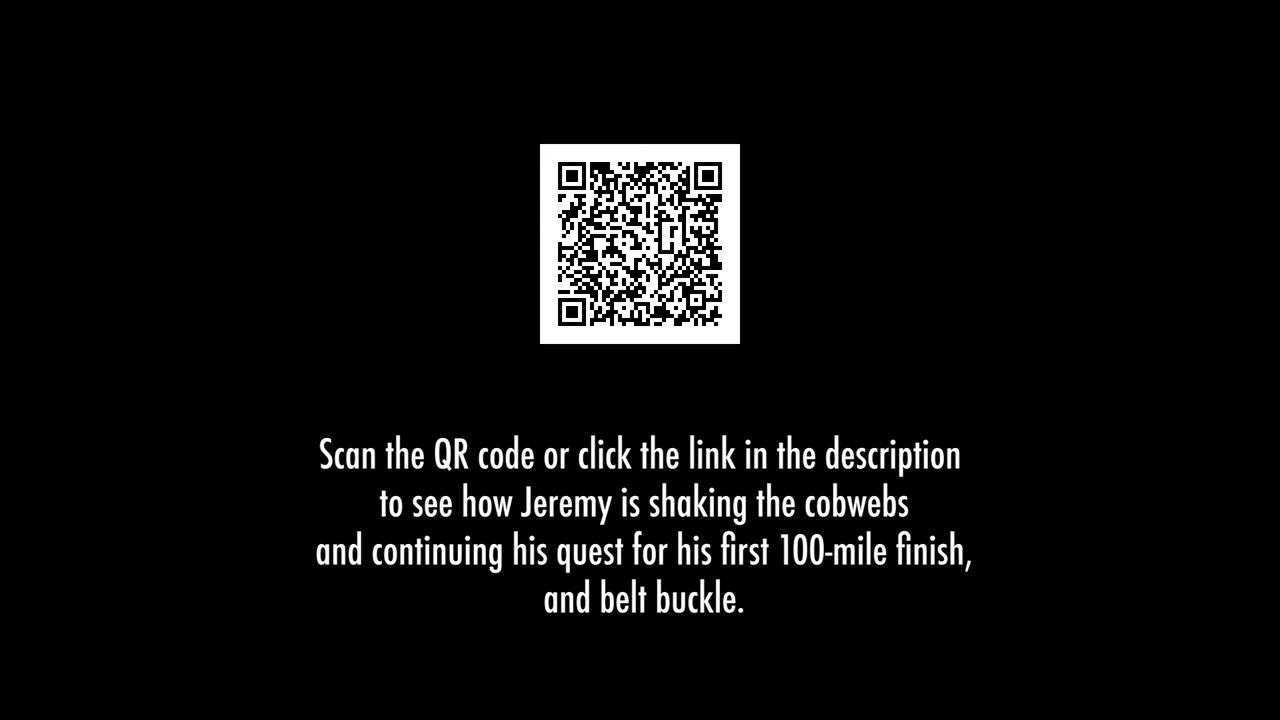 Scan the QR code or click the link in the description
to see how Jeremy is shaking the cobwebs
and continuing his quest for his first 100-mile finish,
and belt buckle.